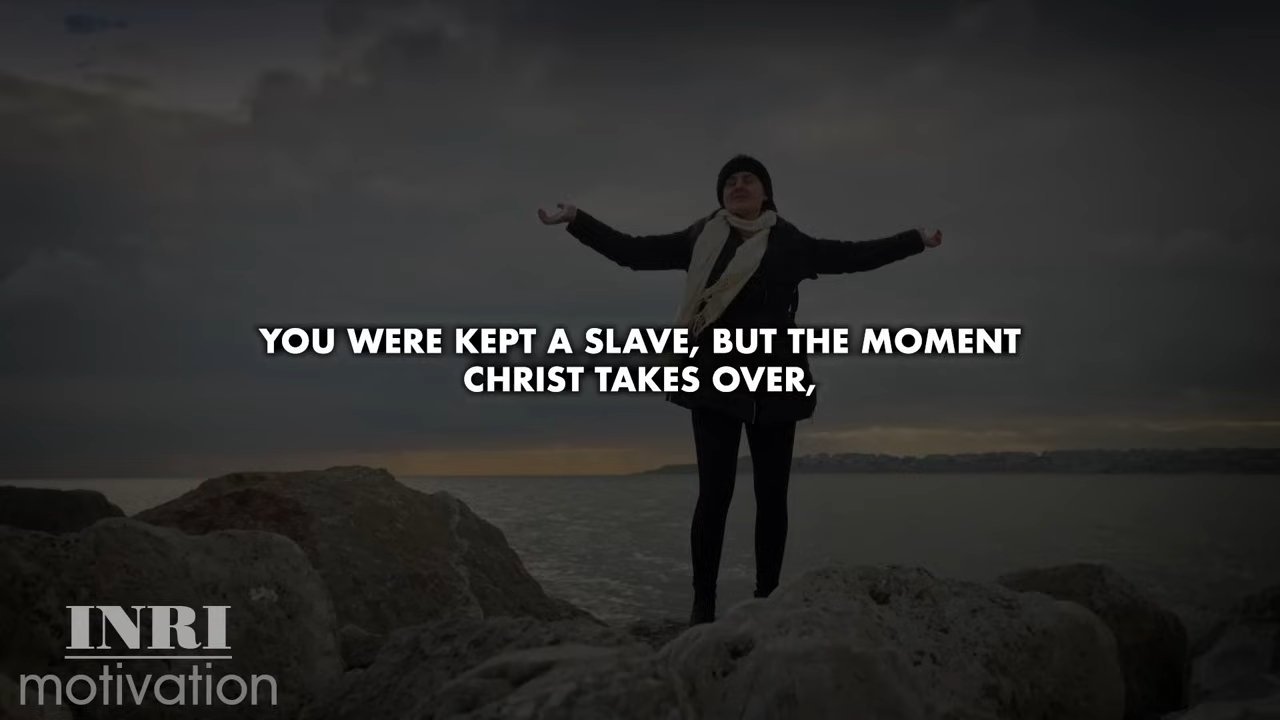 YOU WERE KEPT A SLAVE, BUT THE MOMENT
CHRIST TAKES OVER,
INRI
motivation